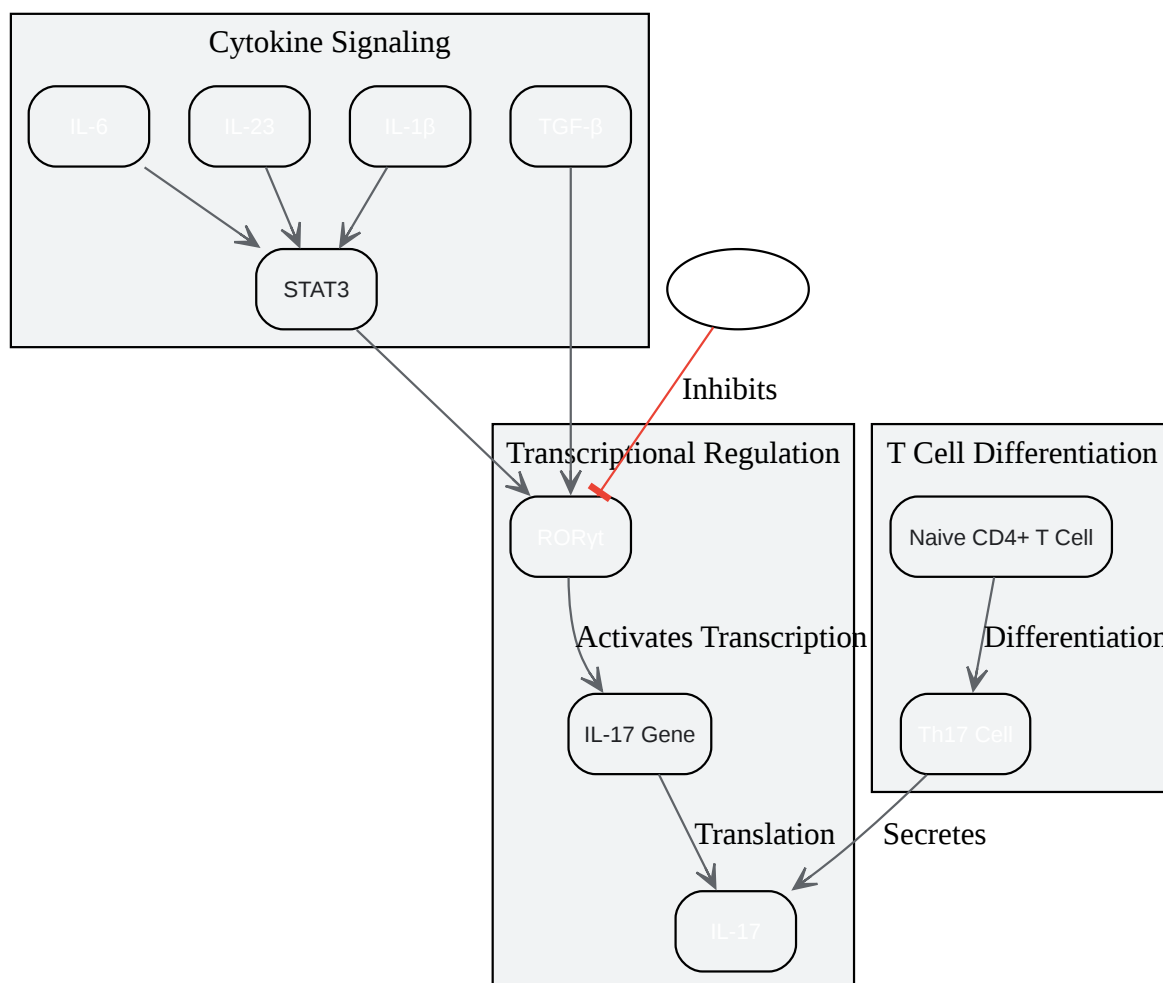 Cytokine Signaling
IL-6
IL-23
IL-1β
TGF-β
STAT3
Inhibits
Transcriptional Regulation
T Cell Differentiation
RORγt
Naive CD4+ T Cell
Activates Transcription
Differentiation
IL-17 Gene
Th17 Cell
Translation
Secretes
IL-17